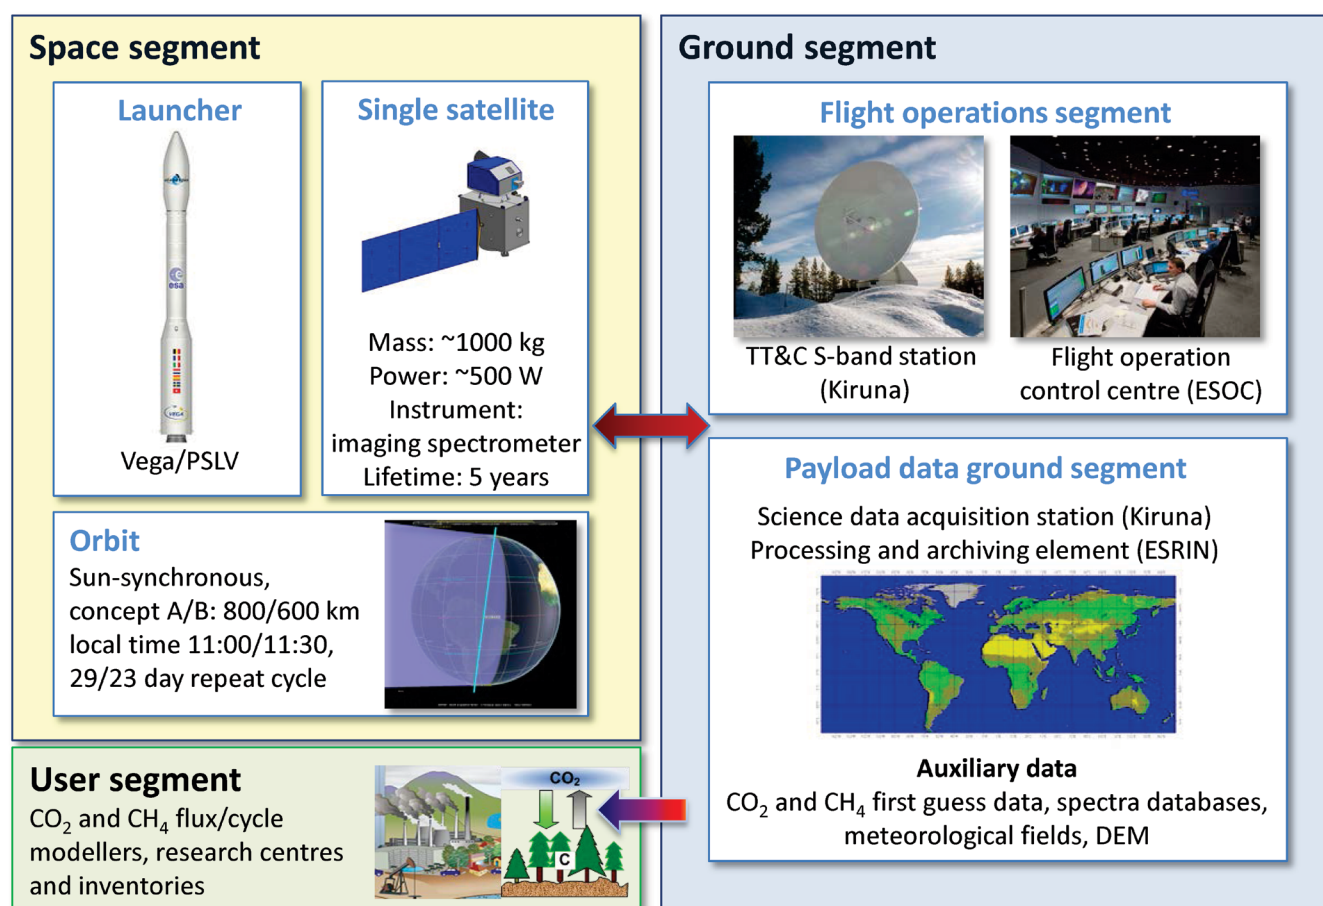 Space segment
Launcher
esa
VEGA
Vega/PSLV
Single satellite
Mass: ~1000 kg
Power: ~500 W
Instrument:
imaging spectrometer
Lifetime: 5 years
Orbit
Sun-synchronous,
concept A/B: 800/600 km
local time 11:00/11:30,
29/23 day repeat cycle
User segment
CO₂ and CH₄ flux/cycle
modellers, research centres
and inventories
CO₂
C
Ground segment
Flight operations segment
TT&C S-band station
(Kiruna)
Flight operation
control centre (ESOC)
Payload data ground segment
Science data acquisition station (Kiruna)
Processing and archiving element (ESRIN)
Auxiliary data
CO₂ and CH₄ first guess data, spectra databases,
meteorological fields, DEM